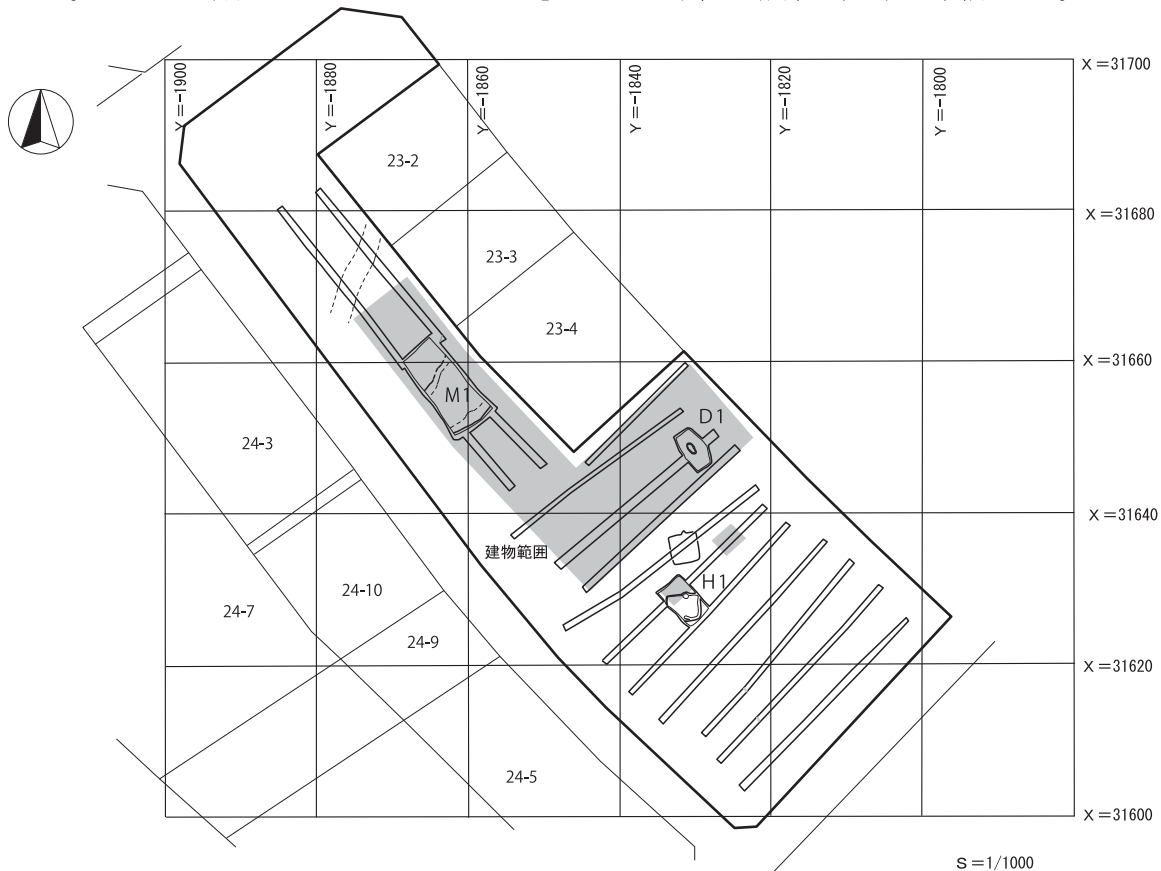 Y =-1900
Y =-1880
Y =-1860
Y =-1840
Y =-1820
Y =-1800
X =31700
23-2
X =31680
23-3
23-4
X =31660
M1
D1
24-3
X =31640
建物範囲
H1
24-10
24-7
24-9
X =31620
24-5
X =31600
S =1/1000